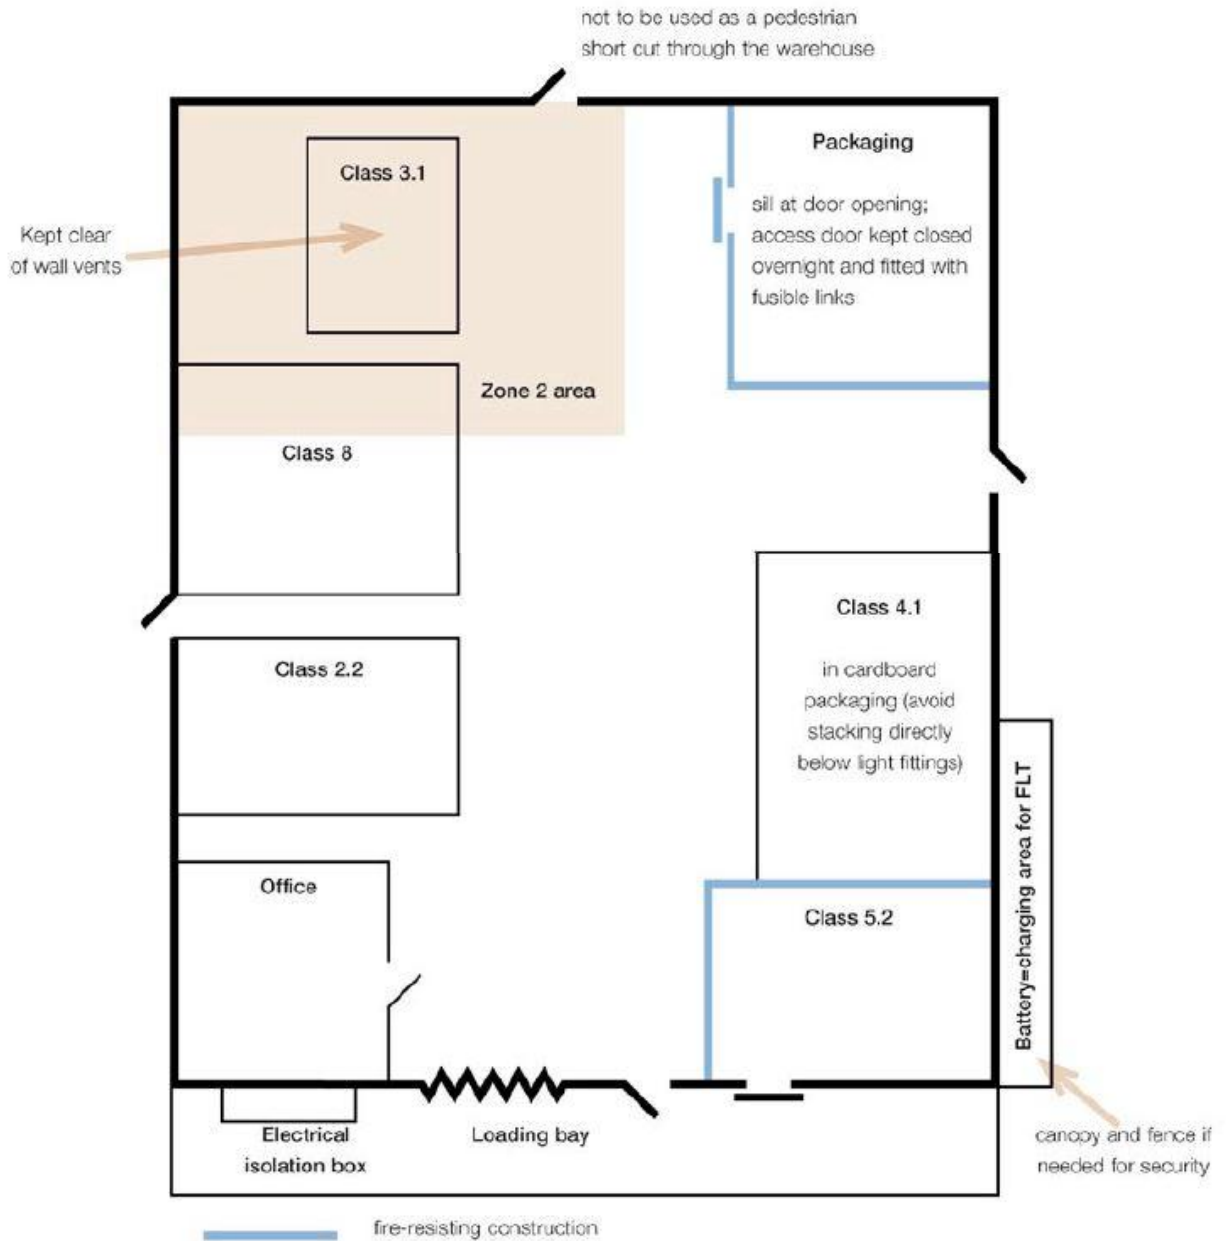 not to be used as a pedestrian
short cut through the warehouse
Class 3.1
Packaging
Kept clear
of wall vents
sill at door opening;
access door kept closed
overnight and fitted with
fusible links
Zone 2 area
Class 8
Class 4.1
in cardboard
packaging (avoid
stacking directly
below light fittings)
Class 2.2
Battery=charging area for FLT
Office
Class 5.2
Electrical
isolation box
Loading bay
canopy and fence if
needed for security
fire-resisting construction